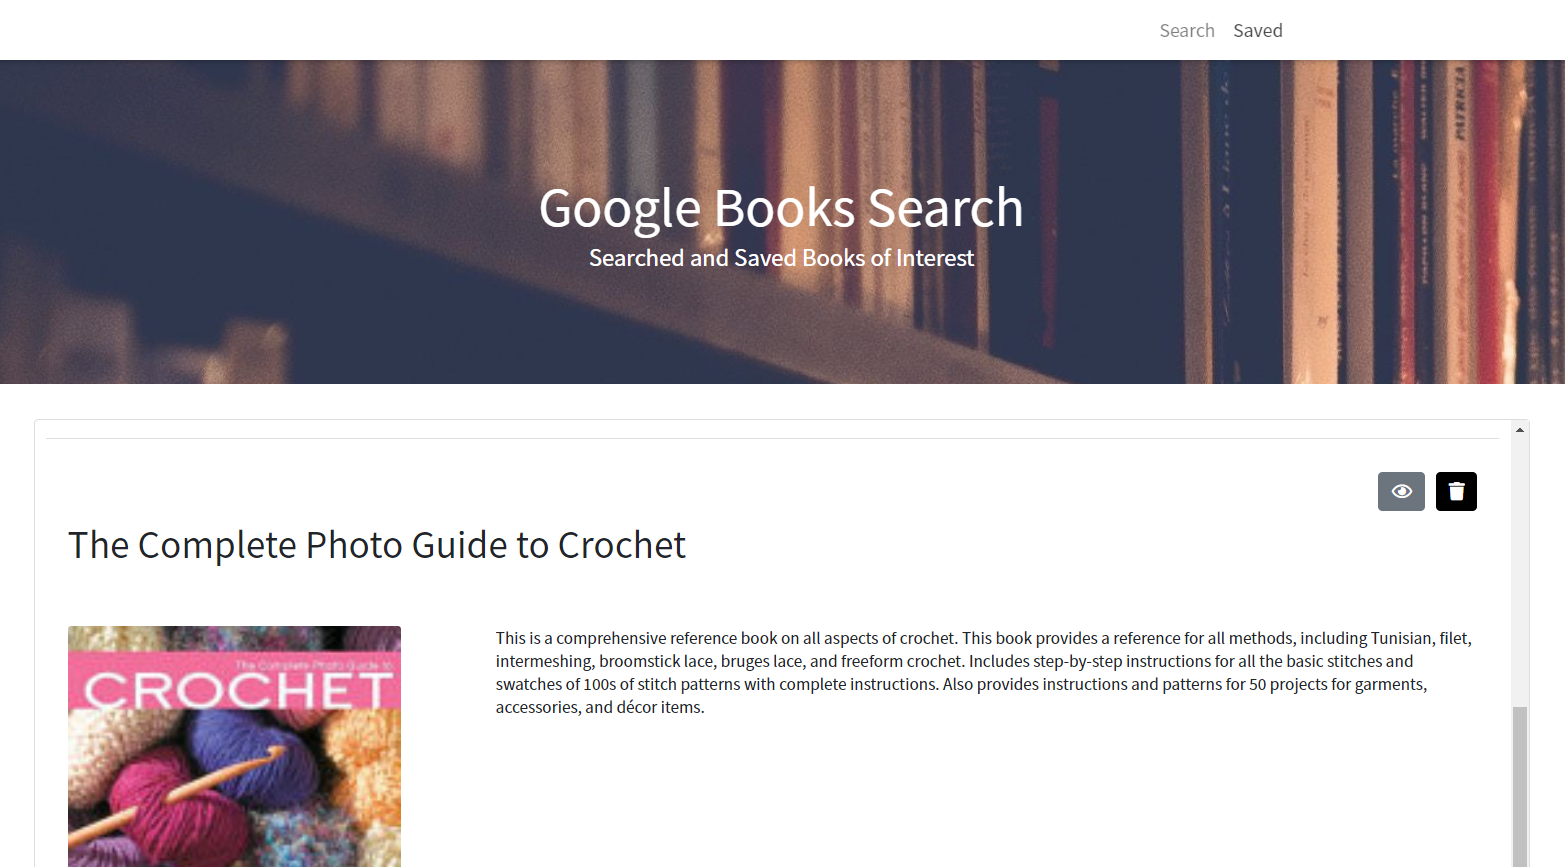 Search Saved
PATRICIA
Google Books Search
Searched and Saved Books of Interest
The Complete Photo Guide to Crochet
The Complete Photo Guide to
CROCHET
This is a comprehensive reference book on all aspects of crochet. This book provides a reference for all methods, including Tunisian, filet,
intermeshing, broomstick lace, bruges lace, and freeform crochet. Includes step-by-step instructions for all the basic stitches and
swatches of 100s of stitch patterns with complete instructions. Also provides instructions and patterns for 50 projects for garments,
accessories, and décor items.